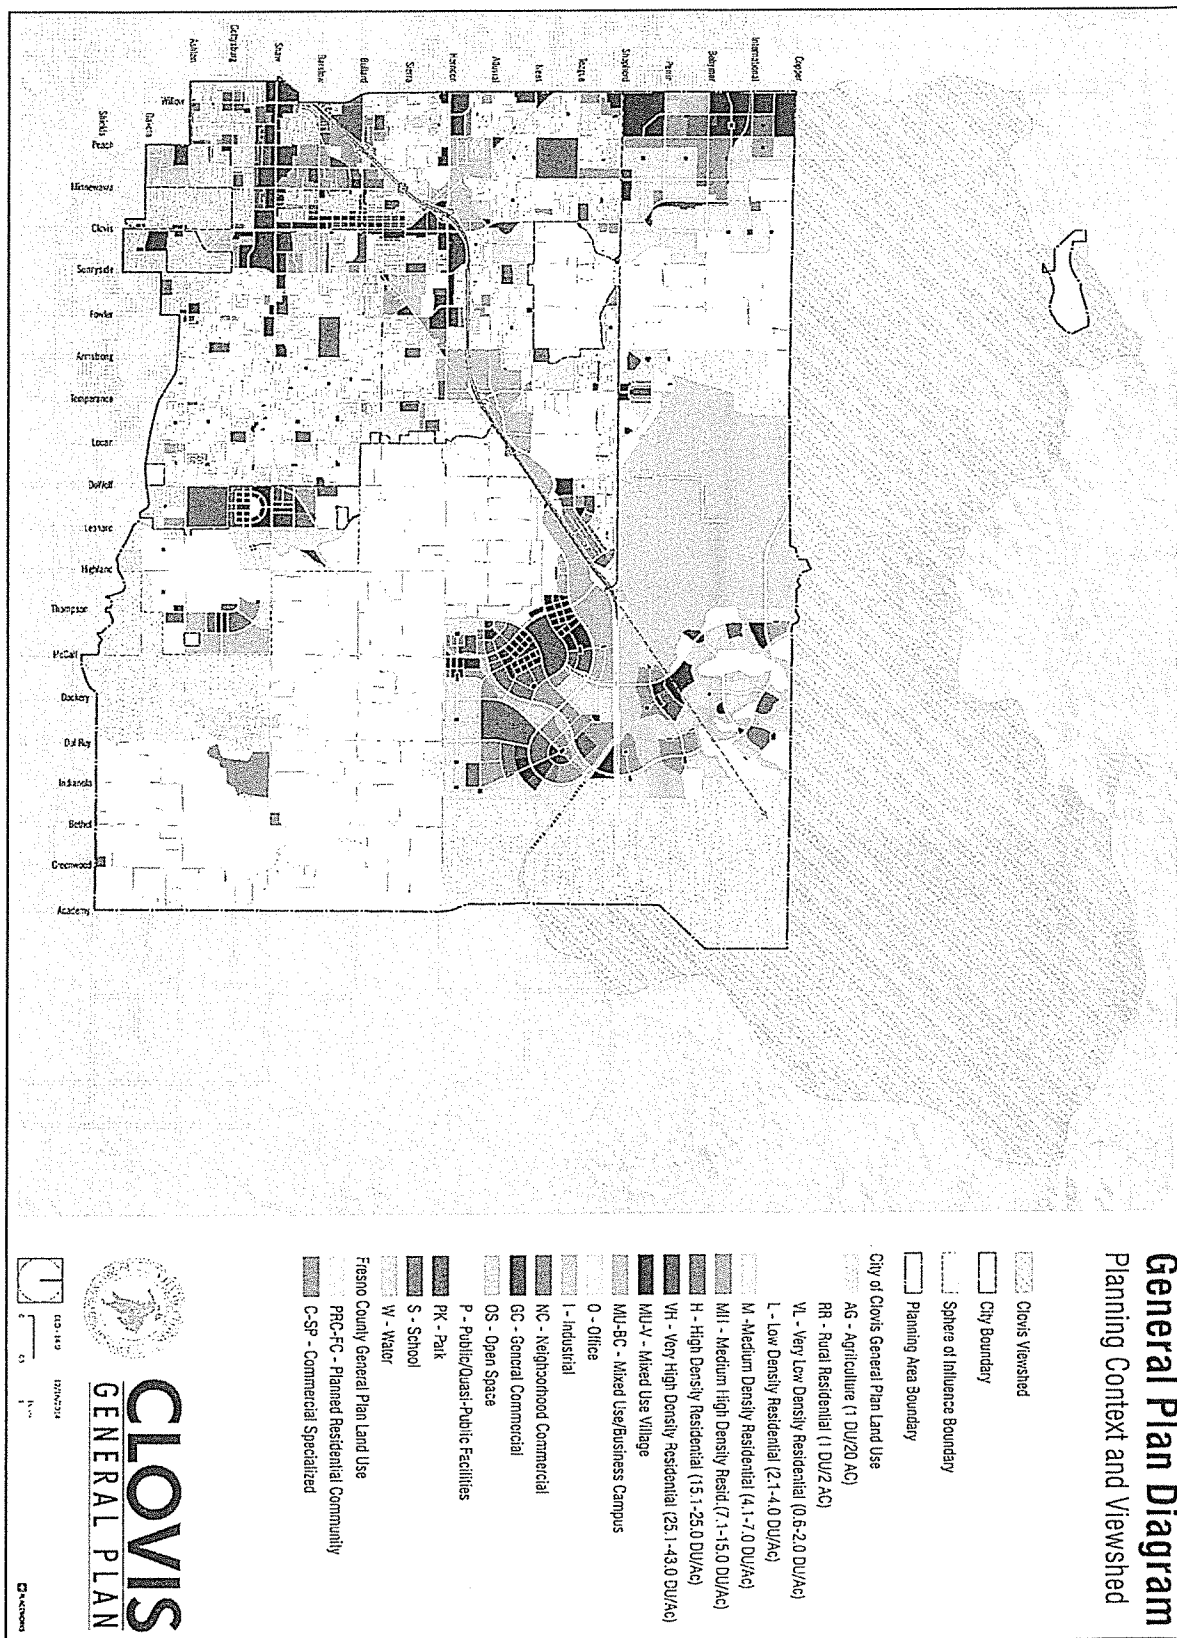 General Plan Diagram
Planning Context and Viewshed
Clovis Viewshed
City Boundary
Sphere of Influence Boundary
Planning Area Boundary
City of Clovis General Plan Land Use
AG - Agriculture (1 DU/20 AC)
RR - Rural Residential (1 DU/2 AC)
VL - Very Low Density Residential (0.6-2.0 DU/Ac)
L - Low Density Residential (2.1-4.0 DU/Ac)
M -Medium Density Residential (4.1-7.0 DU/Ac)
MH - Medium High Density Resid.(7.1-15.0 DU/Ac)
H - High Density Residential (15.1-25.0 DU/Ac)
VH - Very High Density Residential (25.1-43.0 DU/Ac)
MU-V - Mixed Use Village
MU-BC - Mixed Use/Business Campus
O - Office
I - Industrial
NC - Neighborhood Commercial
GC - General Commercial
OS - Open Space
P - Public/Quasi-Public Facilities
PK - Park
S - School
W - Water
Fresno County General Plan Land Use
PRC-FC - Planned Residential Community
C-SP - Commercial Specialized
CLOVIS
GENERAL PLAN
PLACEWORKS
Copper
International
Behymer
Perrin
Shepherd
Teague
Nees
Alluvial
Herndon
Sierra
Bullard
Barstow
Shaw
Gettysburg
Ashlan
Dakota
Shields
Willow
Peach
Minnewawa
Clovis
Sunnyside
Fowler
Armstrong
Temperance
Locan
DeWolf
Leonard
Highland
Thompson
McCall
Dockery
Del Rey
Indianola
Bethel
Greenwood
Academy